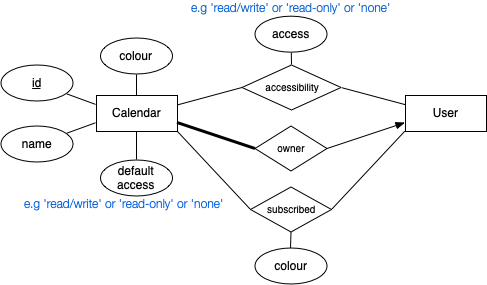 e.g 'read/write' or 'read-only' or 'none'
access
colour
id
accessibility
Calendar
User
name
owner
default
access
e.g 'read/write' or 'read-only' or 'none'
subscribed
colour